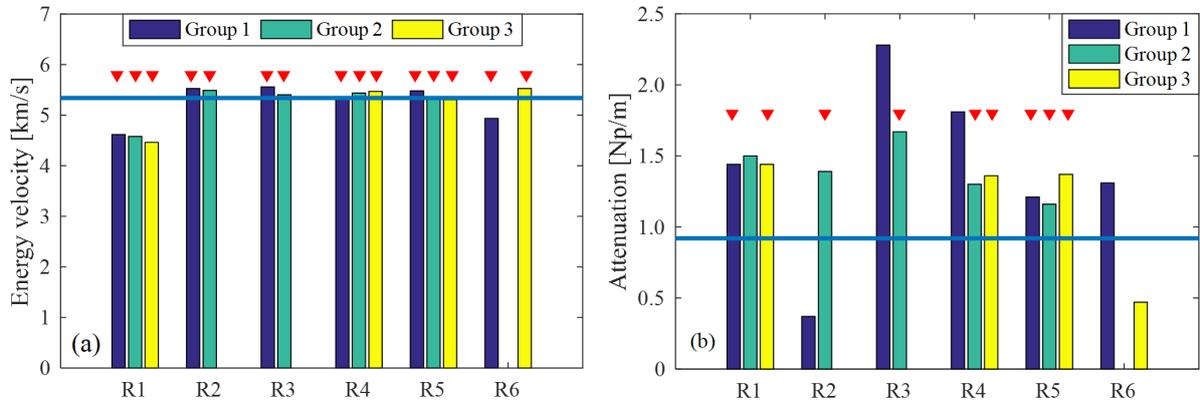 Group 1 Group 2 Group 3
7
6
5
4
3
2
1
0
Energy velocity [km/s]
(a)
R1 R2 R3 R4 R5 R6
Group 1
Group 2
Group 3
2.5
2.0
1.5
1.0
0.5
0
Attenuation [Np/m]
(b)
R1 R2 R3 R4 R5 R6